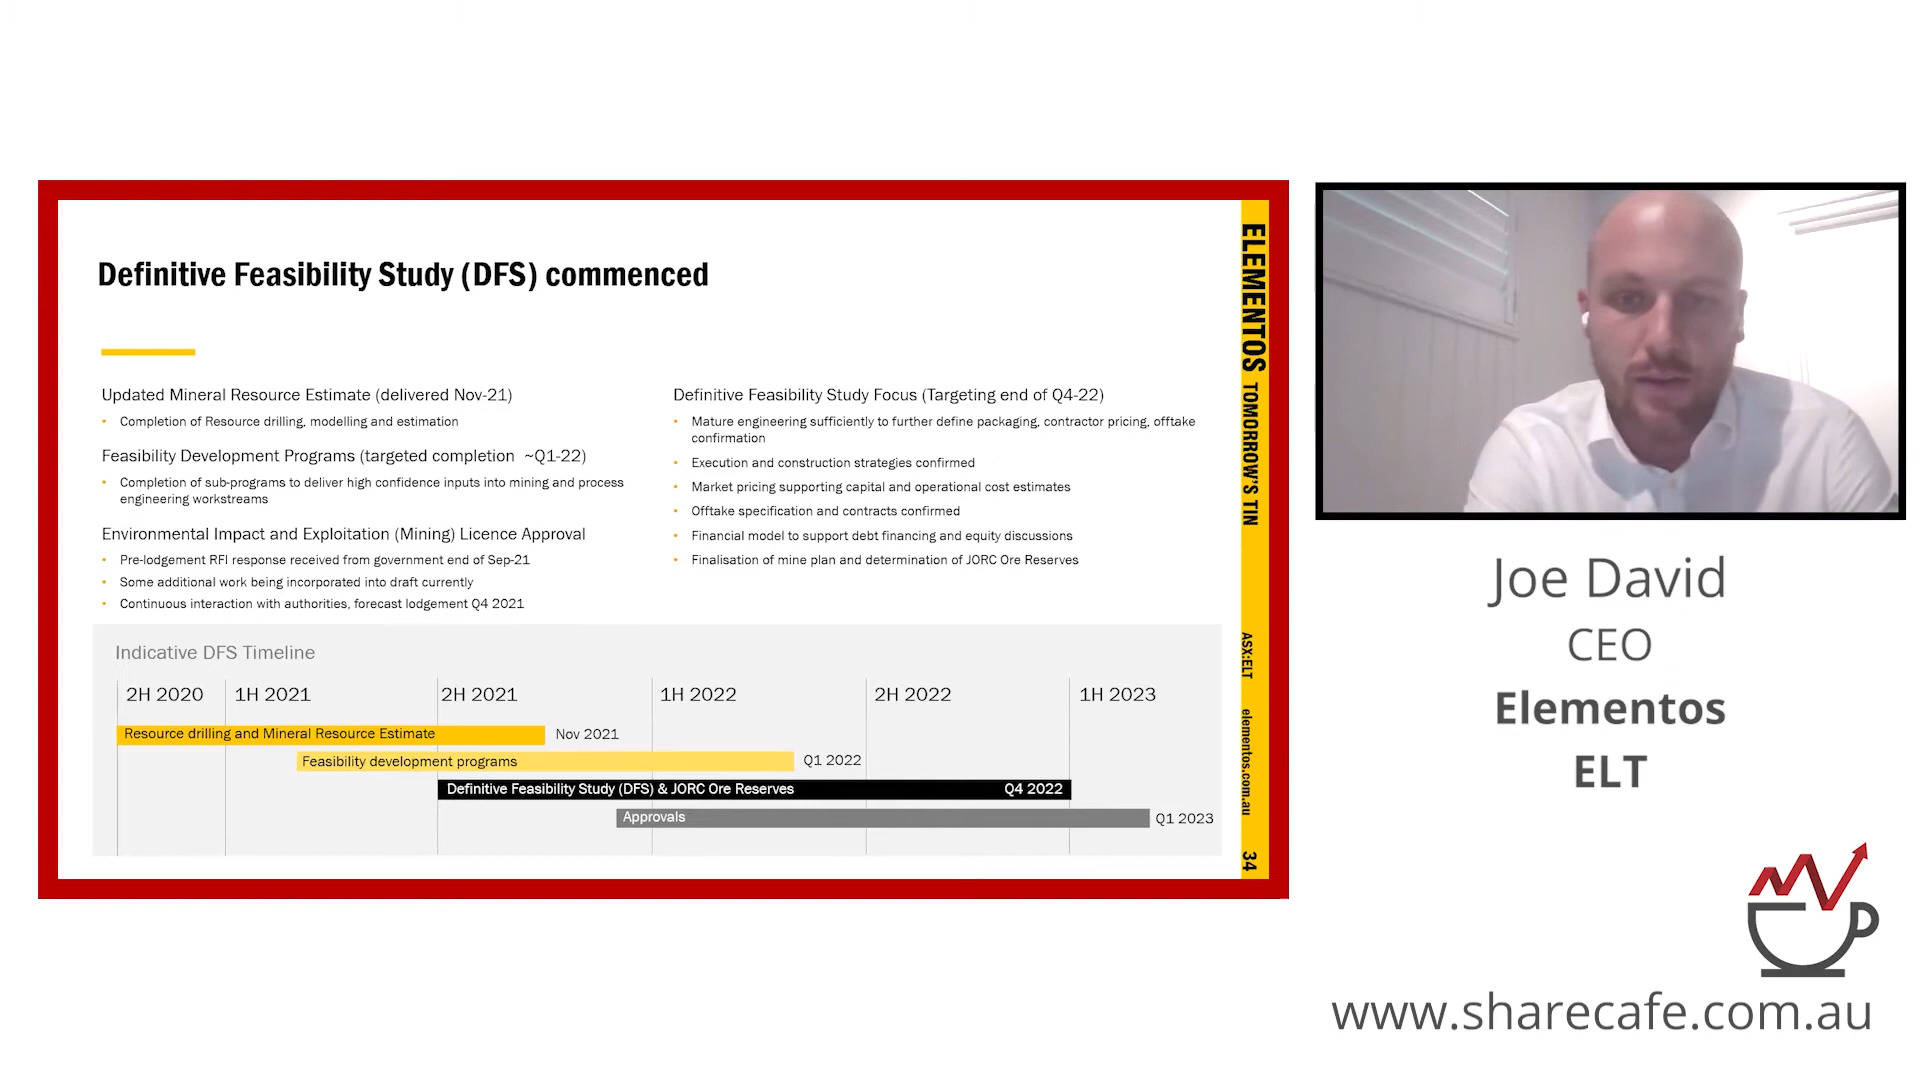 Definitive Feasibility Study (DFS) commenced
Updated Mineral Resource Estimate (delivered Nov-21)
• Completion of Resource drilling, modelling and estimation
Feasibility Development Programs (targeted completion ~Q1-22)
• Completion of sub-programs to deliver high confidence inputs into mining and process
engineering workstreams
Environmental Impact and Exploitation (Mining) Licence Approval
• Pre-lodgement RFI response received from government end of Sep-21
• Some additional work being incorporated into draft currently
• Continuous interaction with authorities, forecast lodgement Q4 2021
Definitive Feasibility Study Focus (Targeting end of Q4-22)
• Mature engineering sufficiently to further define packaging, contractor pricing, offtake
confirmation
• Execution and construction strategies confirmed
• Market pricing supporting capital and operational cost estimates
• Offtake specification and contracts confirmed
• Financial model to support debt financing and equity discussions
• Finalisation of mine plan and determination of JORC Ore Reserves
Indicative DFS Timeline
2H 2020 1H 2021 2H 2021 1H 2022 2H 2022 1H 2023
Resource drilling and Mineral Resource Estimate Nov 2021
Feasibility development programs Q1 2022
Definitive Feasibility Study (DFS) & JORC Ore Reserves Q4 2022
Approvals Q1 2023
ELEMENTOS TOMORROW'S TIN ASX:ELT elementos.com.au 34
Joe David
CEO
Elementos
ELT
www.sharecafe.com.au